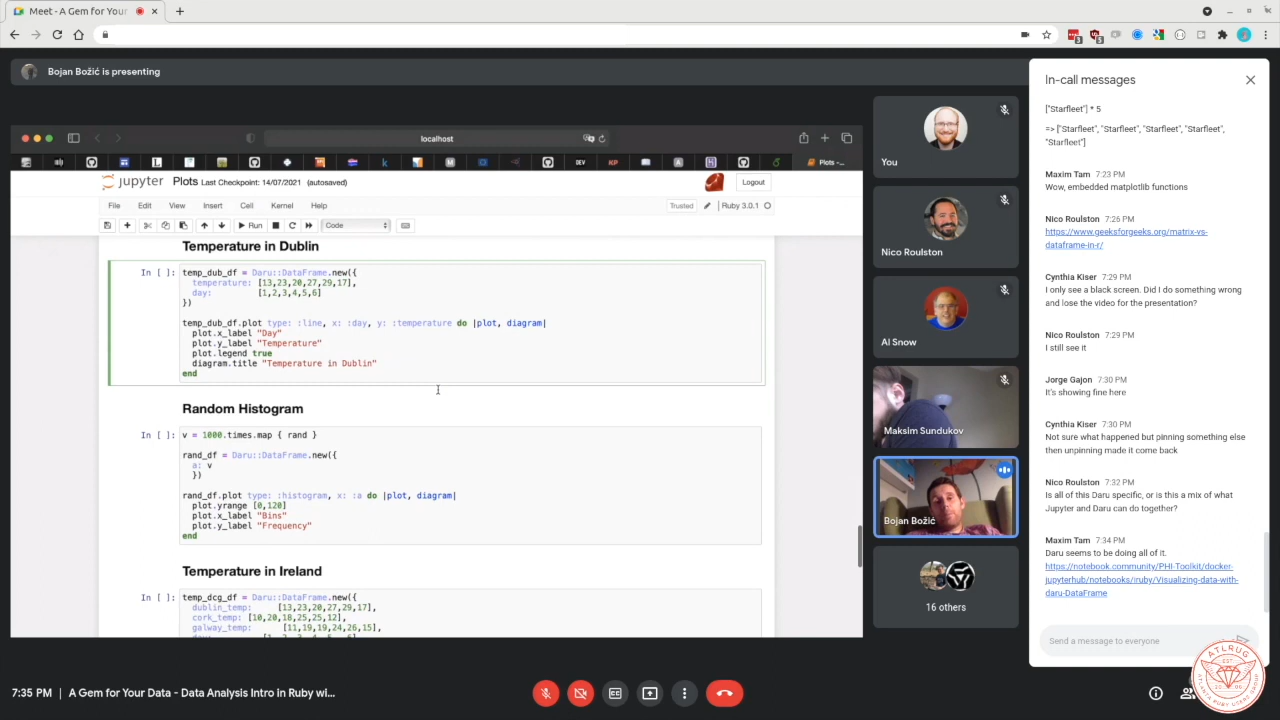 Meet - A Gem for Your
Bojan Božić is presenting
localhost
DEV
KP
Plots -...
jupyter Plots Last Checkpoint: 14/07/2021 (autosaved)
Logout
File Edit View Insert Cell Kernel Help
Trusted
Ruby 3.0.1
Run
Code
Temperature in Dublin
In [ ]: temp_dub_df = Daru::DataFrame.new({
temperature: [13,23,20,27,29,17],
day: [1,2,3,4,5,6]
})
temp_dub_df.plot type: :line, x: :day, y: :temperature do |plot, diagram|
plot.x_label "Day"
plot.y_label "Temperature"
plot.legend true
diagram.title "Temperature in Dublin"
end
Random Histogram
In [ ]: v = 1000.times.map { rand }
rand_df = Daru::DataFrame.new({
a: v
})
rand_df.plot type: :histogram, x: :a do |plot, diagram|
plot.yrange [0,120]
plot.x_label "Bins"
plot.y_label "Frequency"
end
Temperature in Ireland
In [ ]: temp_dcg_df = Daru::DataFrame.new({
dublin_temp: [13,23,20,27,29,17],
cork_temp: [10,20,18,25,25,12],
galway_temp: [11,19,19,24,26,15],
You
Nico Roulston
Al Snow
Maksim Sundukov
Bojan Božić
16 others
In-call messages
["Starfleet"] * 5
=> ["Starfleet", "Starfleet", "Starfleet", "Starfleet",
"Starfleet"]
Maxim Tam 7:23 PM
Wow, embedded matplotlib functions
Nico Roulston 7:26 PM
https://www.geeksforgeeks.org/matrix-vs-
dataframe-in-r/
Cynthia Kiser 7:29 PM
I only see a black screen. Did I do something wrong
and lose the video for the presentation?
Nico Roulston 7:29 PM
I still see it
Jorge Gajon 7:30 PM
It's showing fine here
Cynthia Kiser 7:30 PM
Not sure what happened but pinning something else
then unpinning made it come back
Nico Roulston 7:32 PM
Is all of this Daru specific, or is this a mix of what
Jupyter and Daru can do together?
Maxim Tam 7:34 PM
Daru seems to be doing all of it.
https://notebook.community/PHI-Toolkit/docker-
jupyterhub/notebooks/iruby/Visualizing-data-with-
daru-DataFrame
Send a message to everyone
7:35 PM | A Gem for Your Data - Data Analysis Intro in Ruby wi...
ATLRUG
EST.
ATLANTA RUBY USERS GROUP